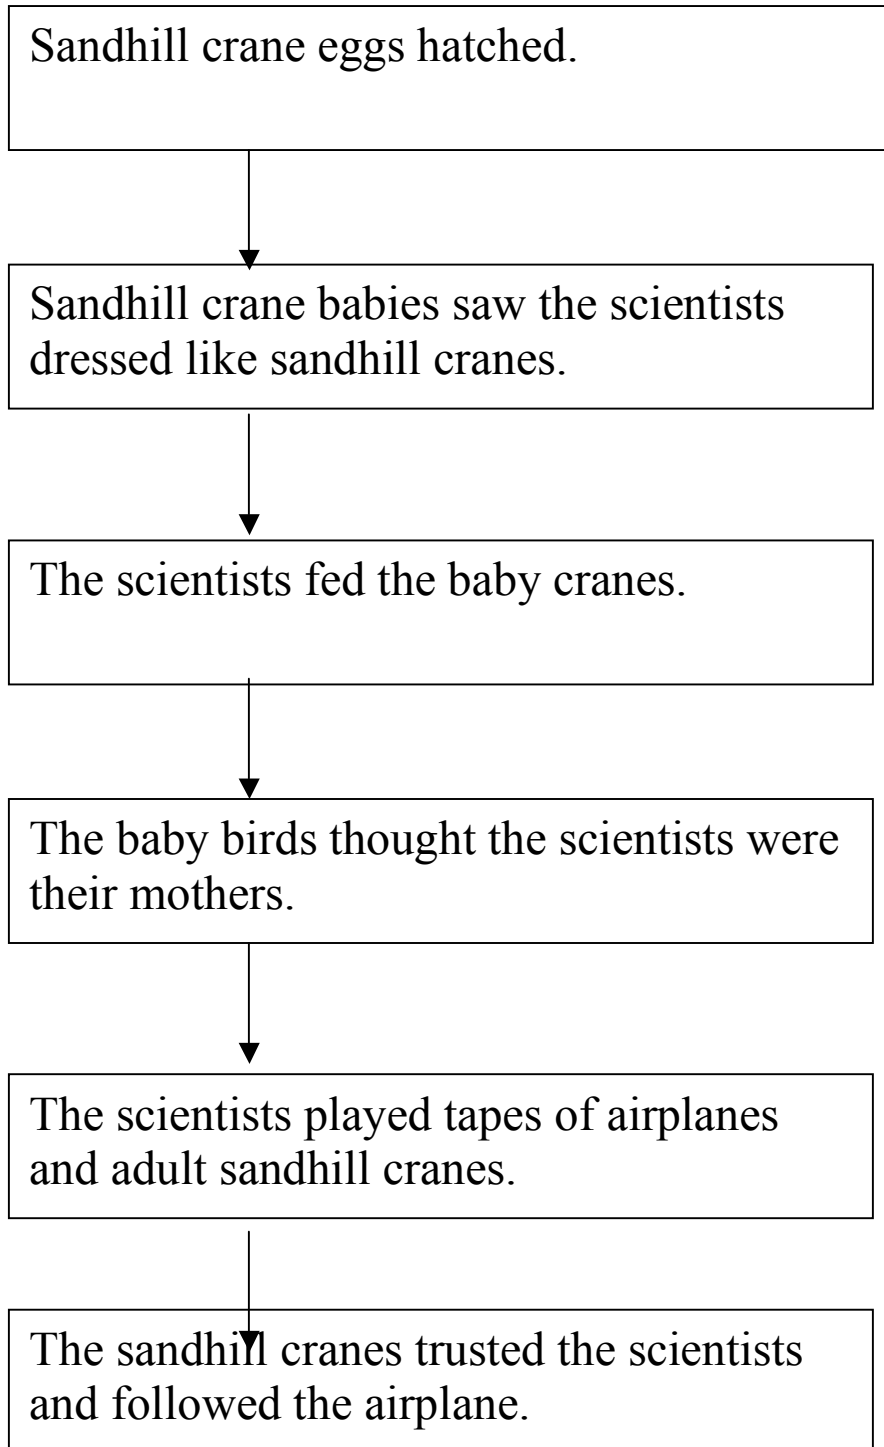 Sandhill crane eggs hatched.
Sandhill crane babies saw the scientists
dressed like sandhill cranes.
The scientists fed the baby cranes.
The baby birds thought the scientists were
their mothers.
The scientists played tapes of airplanes
and adult sandhill cranes.
The sandhill cranes trusted the scientists
and followed the airplane.